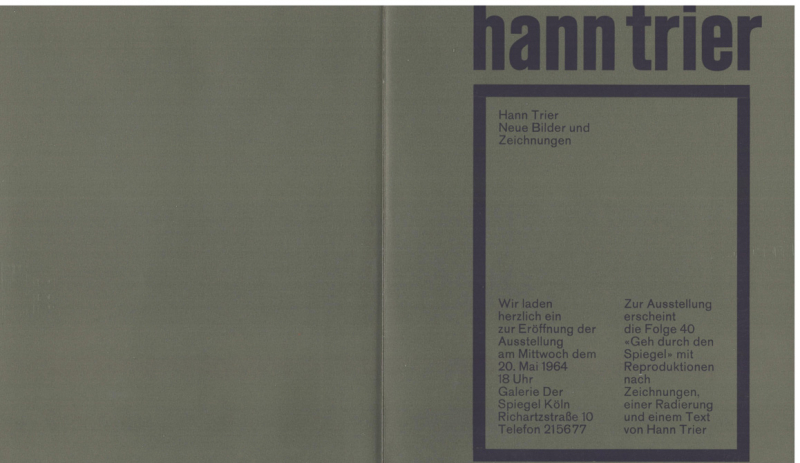 hann trier
Hann Trier
Neue Bilder und
Zeichnungen
Wir laden
herzlich ein
zur Eröffnung der
Ausstellung
am Mittwoch dem
20. Mai 1964
18 Uhr
Galerie Der
Spiegel Köln
Richartzstraße 10
Telefon 215677
Zur Ausstellung
erscheint
die Folge 40
»Geh durch den
Spiegel« mit
Reproduktionen
nach
Zeichnungen,
einer Radierung
und einem Text
von Hann Trier